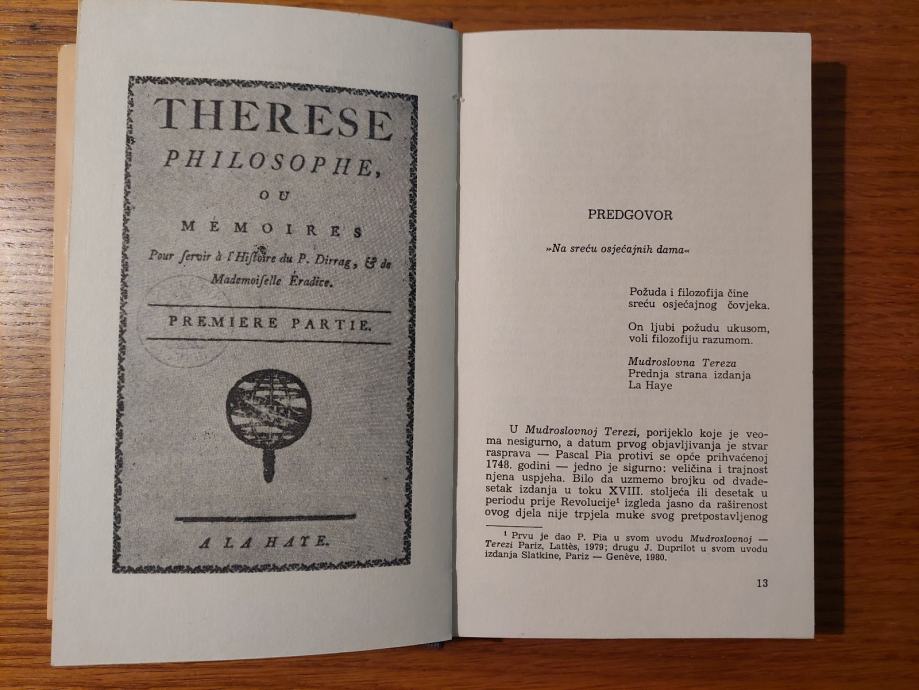 THERESE
PHILOSOPHE,
OU
MÉMOIRES
Pour ſervir à l'Hiſtoire du P. Dirrag, & de
Mademoiſelle Éradice.
PREMIERE PARTIE.
A LA HAYE.
PREDGOVOR
»Na sreću osjećajnih dama«
Požuda i filozofija čine
sreću osjećajnog čovjeka.
On ljubi požudu ukusom,
voli filozofiju razumom.
Mudroslovna Tereza
Prednja strana izdanja
La Haye
U Mudroslovnoj Terezi, porijeklo koje je veo-
ma nesigurno, a datum prvog objavljivanja je stvar
rasprava — Pascal Pia protivi se opće prihvaćenoj
1748. godini — jedno je sigurno: veličina i trajnost
njena uspjeha. Bilo da uzmemo brojku od dvade-
setak izdanja u toku XVIII. stoljeća ili desetak u
periodu prije Revolucije¹ izgleda jasno da raširenost
ovog djela nije trpjela muke svog pretpostavljenog
¹ Prvu je dao P. Pia u svom uvodu Mudroslovnoj —
Terezi Pariz, Lattès, 1979; drugu J. Duprilot u svom uvodu
izdanja Slatkine, Pariz — Genève, 1980.
13